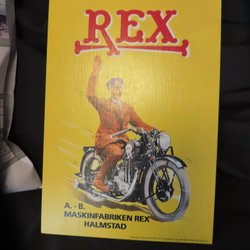 REX
A. - B.
MASKINFABRIKEN REX
HALMSTAD